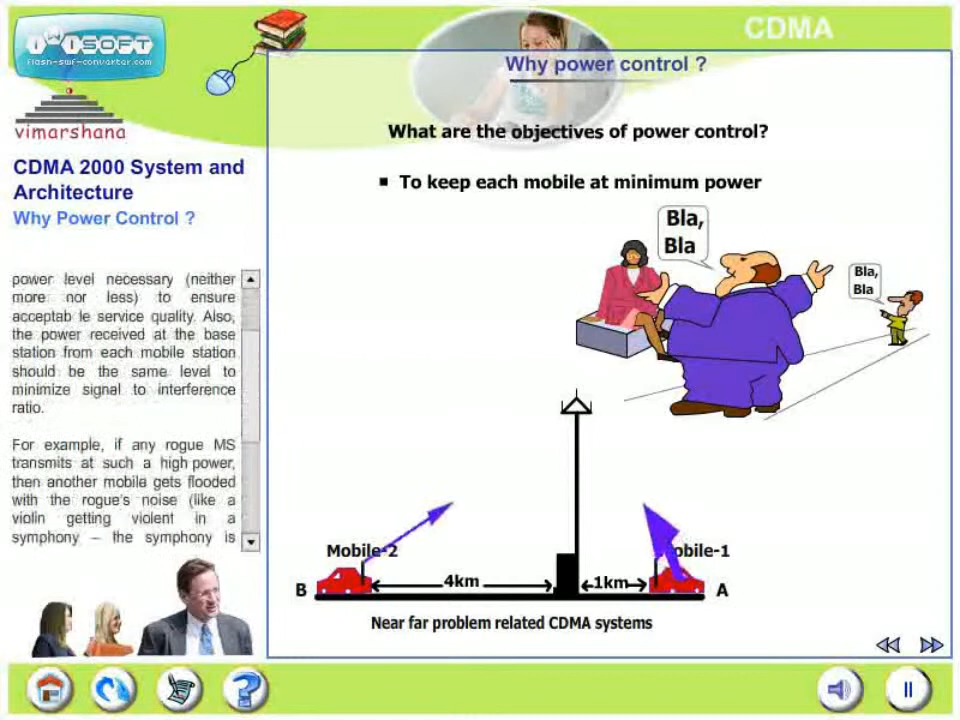 iWiSOFT
flash-swf-converter.com
CDMA
vimarshana
CDMA 2000 System and
Architecture
Why Power Control ?
power level necessary (neither
more nor less) to ensure
acceptab le service quality. Also,
the power received at the base
station from each mobile station
should be the same level to
minimize signal to interference
ratio.
For example, if any rogue MS
transmits at such a high power,
then another mobile gets flooded
with the rogue's noise (like a
violin getting violent in a
symphony – the symphony is
Why power control ?
What are the objectives of power control?
To keep each mobile at minimum power
Bla,
Bla
Bla,
Bla
Mobile-2
Mobile-1
B
4km
1km
A
Near far problem related CDMA systems